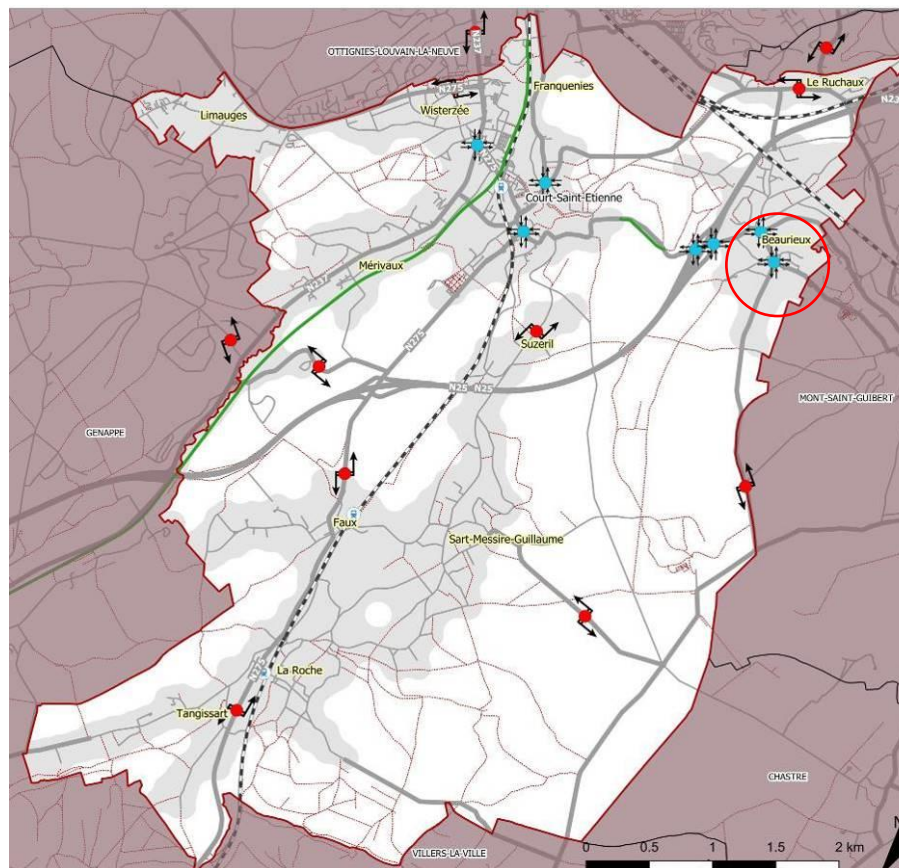 OTTIGNIES-LOUVAIN-LA-NEUVE
N237
N275
Wisterzée
Franquenies
Le Ruchaux
Limauges
N275
Court-Saint-Etienne
Beaurieux
Mérivaux
N237
N275
Suzeril
N25 N25
MONT-SAINT-GUIBERT
GENAPPE
Faux
Sart-Messire-Guillaume
La Roche
Tangissart
CHASTRE
VILLERS-LA-VILLE
0 0.5 1 1.5 2 km